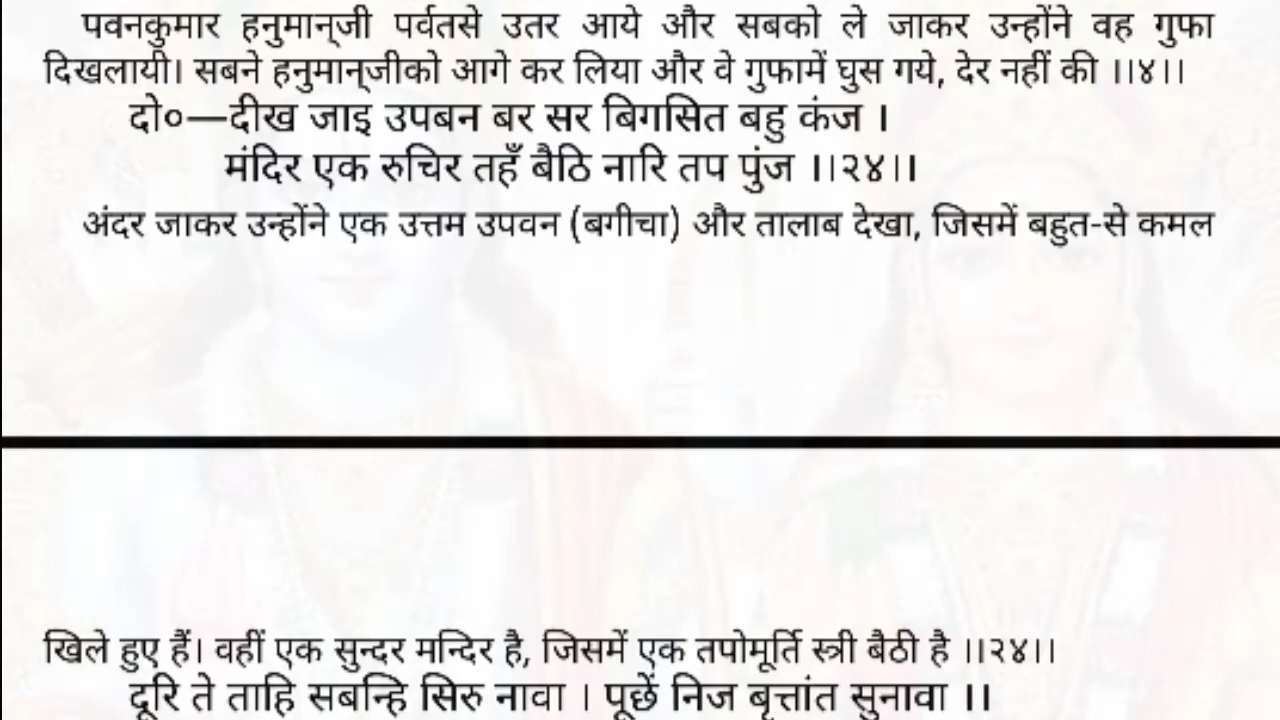 पवनकुमार हनुमान्‌जी पर्वतसे उतर आये और सबको ले जाकर उन्होंने वह गुफा
दिखलायी। सबने हनुमान्‌जीको आगे कर लिया और वे गुफामें घुस गये, देर नहीं की ।।४।।
दो०—दीख जाइ उपबन बर सर बिगसित बहु कंज ।
मंदिर एक रुचिर तहँ बैठि नारि तप पुंज ।।२४।।
अंदर जाकर उन्होंने एक उत्तम उपवन (बगीचा) और तालाब देखा, जिसमें बहुत-से कमल
खिले हुए हैं। वहीं एक सुन्दर मन्दिर है, जिसमें एक तपोमूर्ति स्त्री बैठी है ।।२४।।
दूरि ते ताहि सबन्हि सिरु नावा । पूछें निज बृत्तांत सुनावा ।।